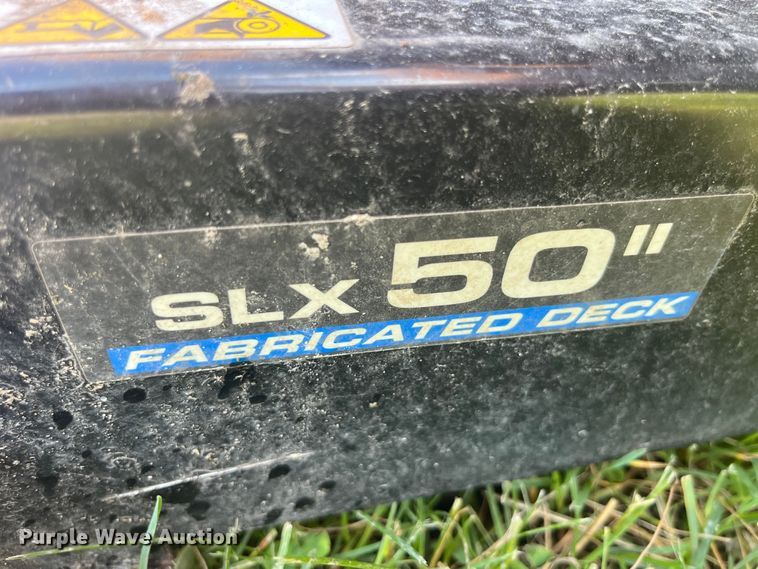 SLX 50"
FABRICATED DECK
Purple Wave Auction